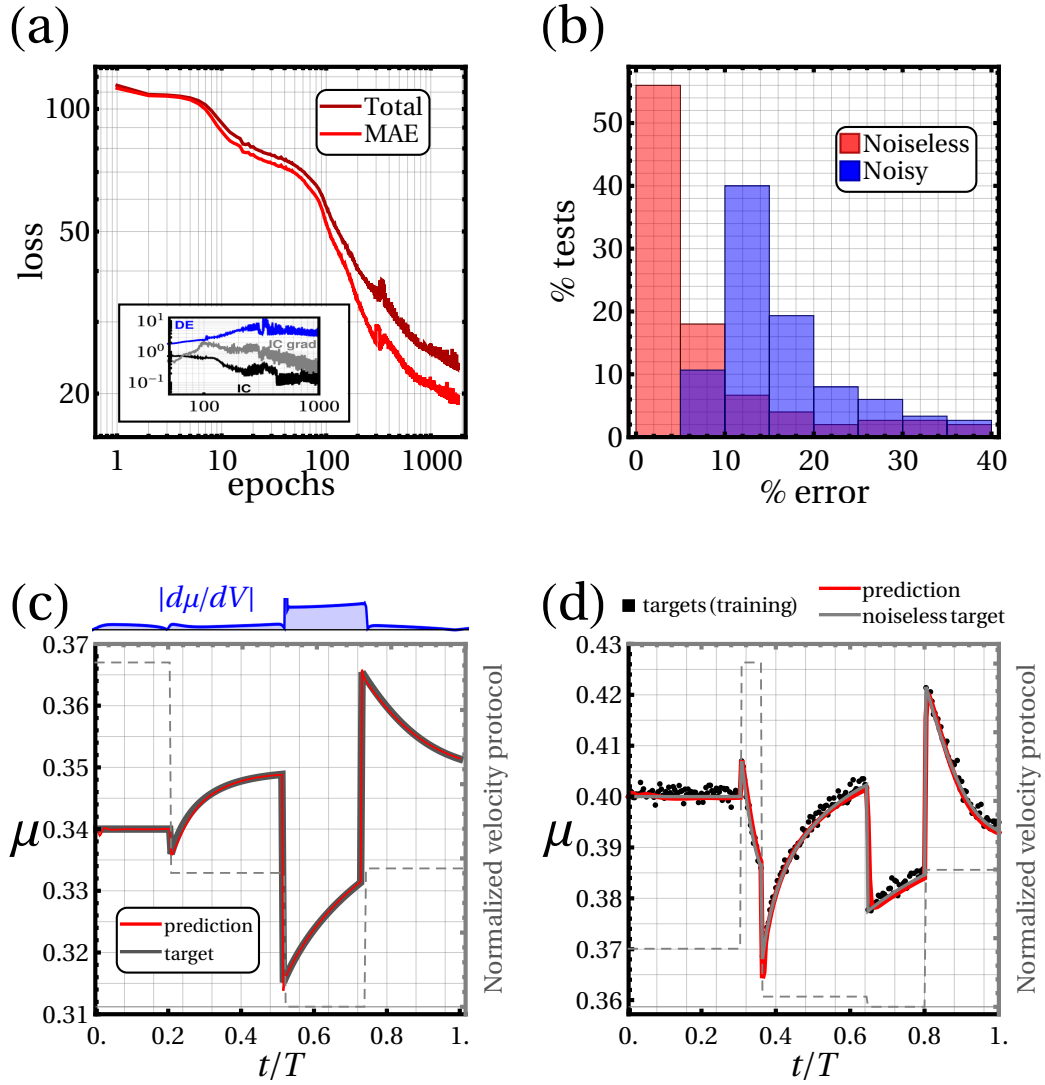 (a)
100
50
20
loss
Total
MAE
10¹
10⁰
10⁻¹
DE
IC grad
IC
100
1000
1
10
100
1000
epochs
(b)
50
40
30
20
10
0
% tests
Noiseless
Noisy
0
10
20
30
40
% error
(c)
|dμ/dV|
0.37
0.36
0.35
0.34
0.33
0.32
0.31
μ
prediction
target
Normalized velocity protocol
0.
0.2
0.4
0.6
0.8
1.
t/T
(d)
targets (training)
prediction
noiseless target
0.43
0.42
0.41
0.40
0.39
0.38
0.37
0.36
μ
Normalized velocity protocol
0.
0.2
0.4
0.6
0.8
1.
t/T